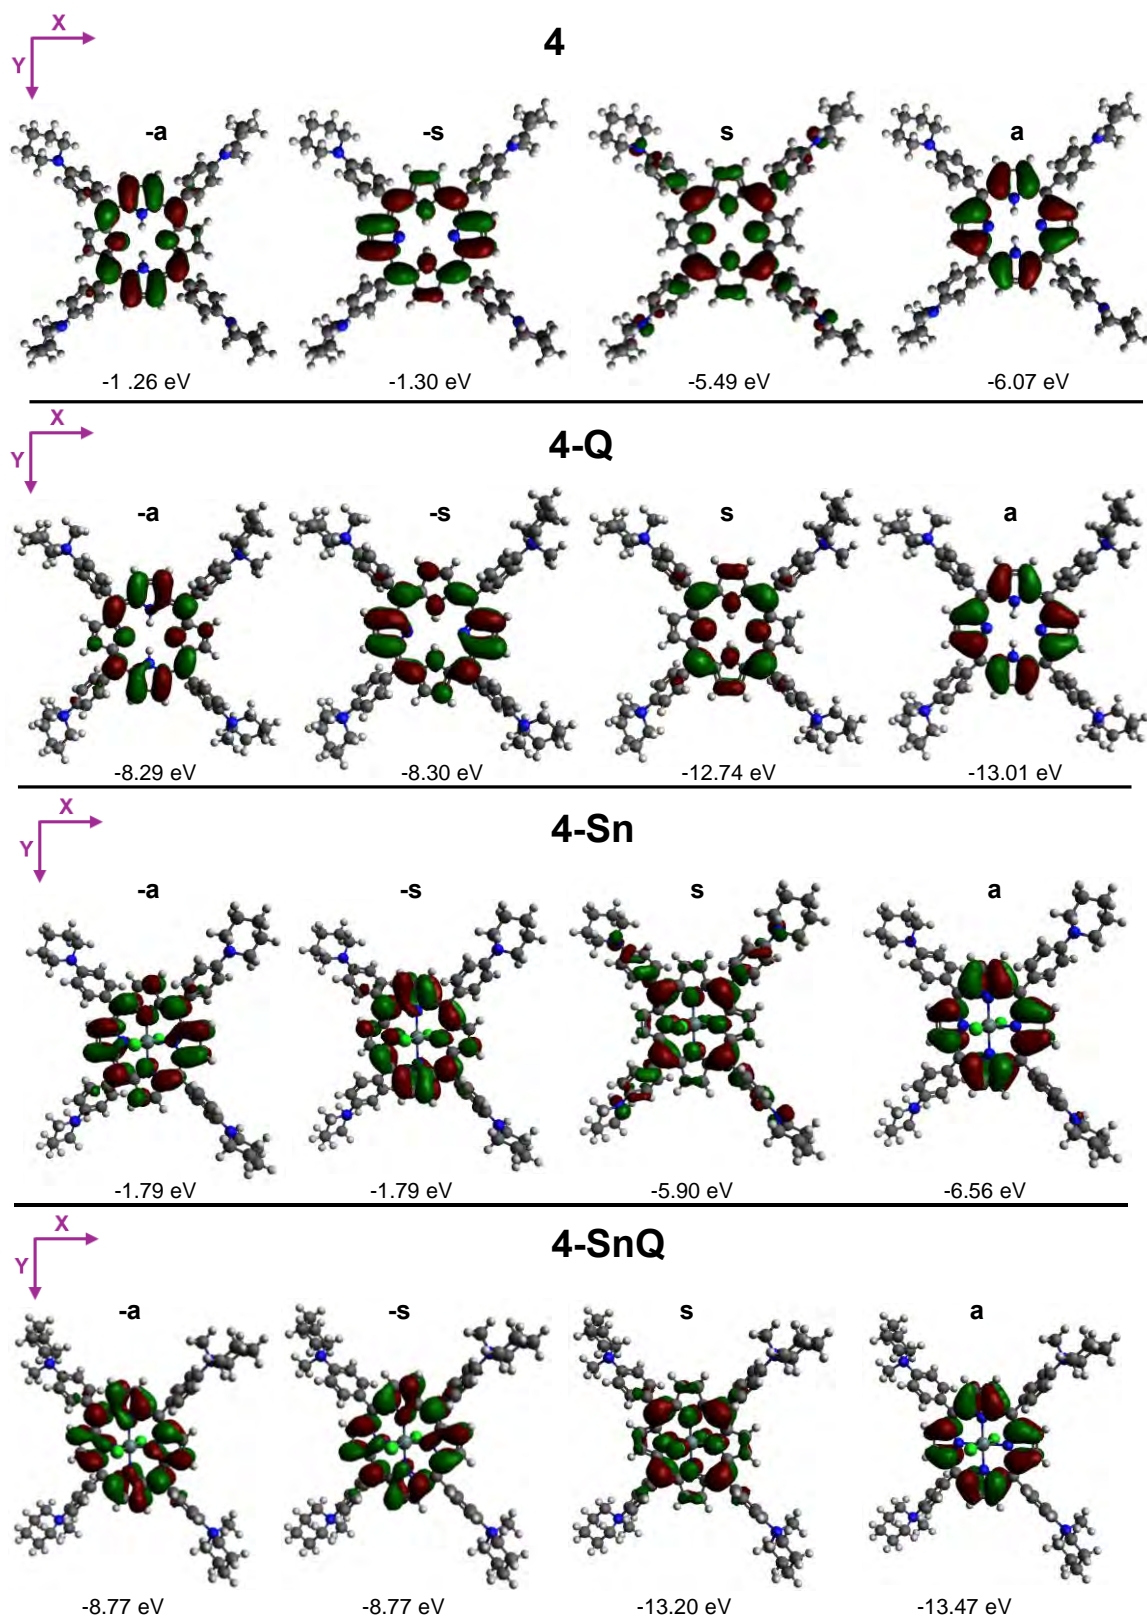 X
4
Y
-a -s s a
-1 .26 eV -1.30 eV -5.49 eV -6.07 eV
X
4-Q
Y
-a -s s a
-8.29 eV -8.30 eV -12.74 eV -13.01 eV
X
4-Sn
Y
-a -s s a
-1.79 eV -1.79 eV -5.90 eV -6.56 eV
X
4-SnQ
Y
-a -s s a
-8.77 eV -8.77 eV -13.20 eV -13.47 eV